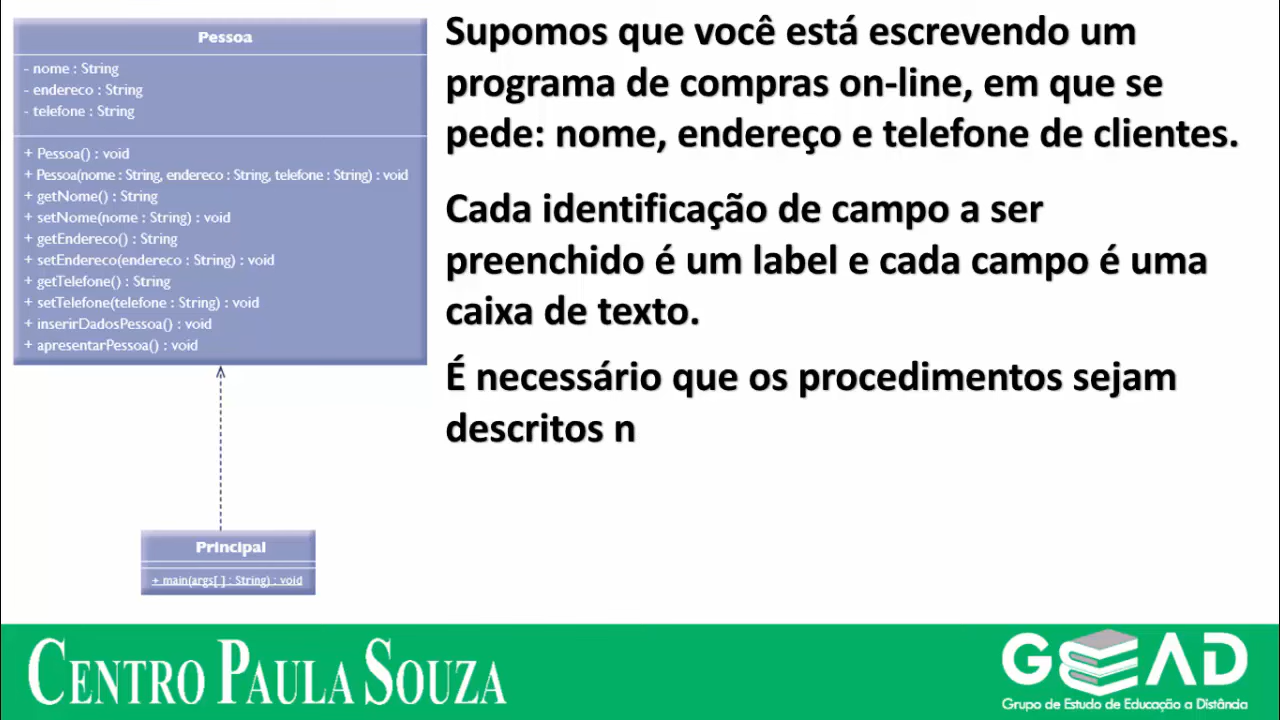 Pessoa
- nome : String
- endereco : String
- telefone : String
+ Pessoa() : void
+ Pessoa(nome : String, endereco : String, telefone : String) : void
+ getNome() : String
+ setNome(nome : String) : void
+ getEndereco() : String
+ setEndereco(endereco : String) : void
+ getTelefone() : String
+ setTelefone(telefone : String) : void
+ inserirDadosPessoa() : void
+ apresentarPessoa() : void
Principal
+ main(args[ ] : String) : void
Supomos que você está escrevendo um
programa de compras on-line, em que se
pede: nome, endereço e telefone de clientes.
Cada identificação de campo a ser
preenchido é um label e cada campo é uma
caixa de texto.
É necessário que os procedimentos sejam
descritos n
CENTRO PAULA SOUZA
GEEAD
Grupo de Estudo de Educação a Distância